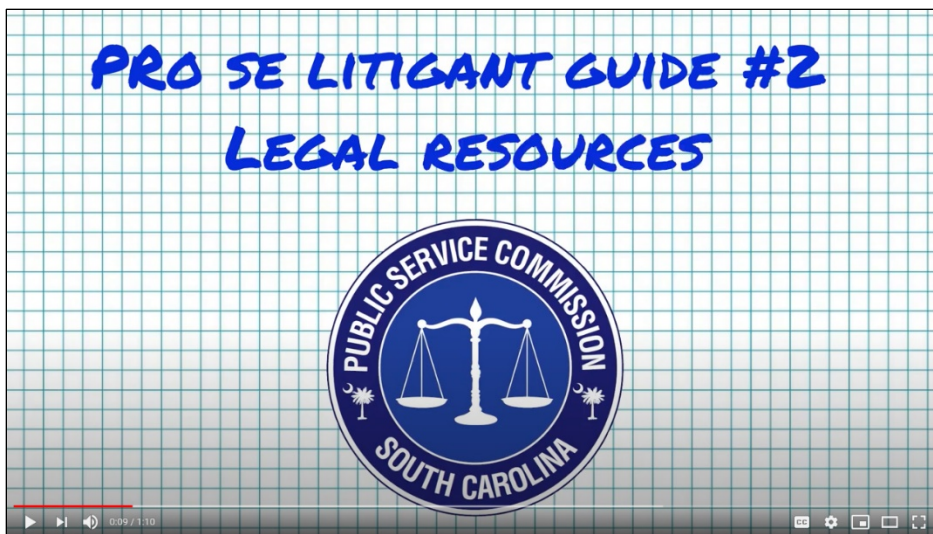 PRO SE LITIGANT GUIDE #2
LEGAL RESOURCES
PUBLIC SERVICE COMMISSION
SOUTH CAROLINA
0:09 / 1:10
CC